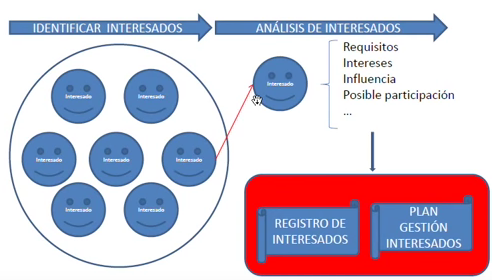 IDENTIFICAR INTERESADOS
ANÁLISIS DE INTERESADOS
Interesado
Interesado
Interesado
Interesado
Interesado
Interesado
Interesado
Interesado
Requisitos
Intereses
Influencia
Posible participación
...
REGISTRO DE
INTERESADOS
PLAN
GESTIÓN
INTERESADOS